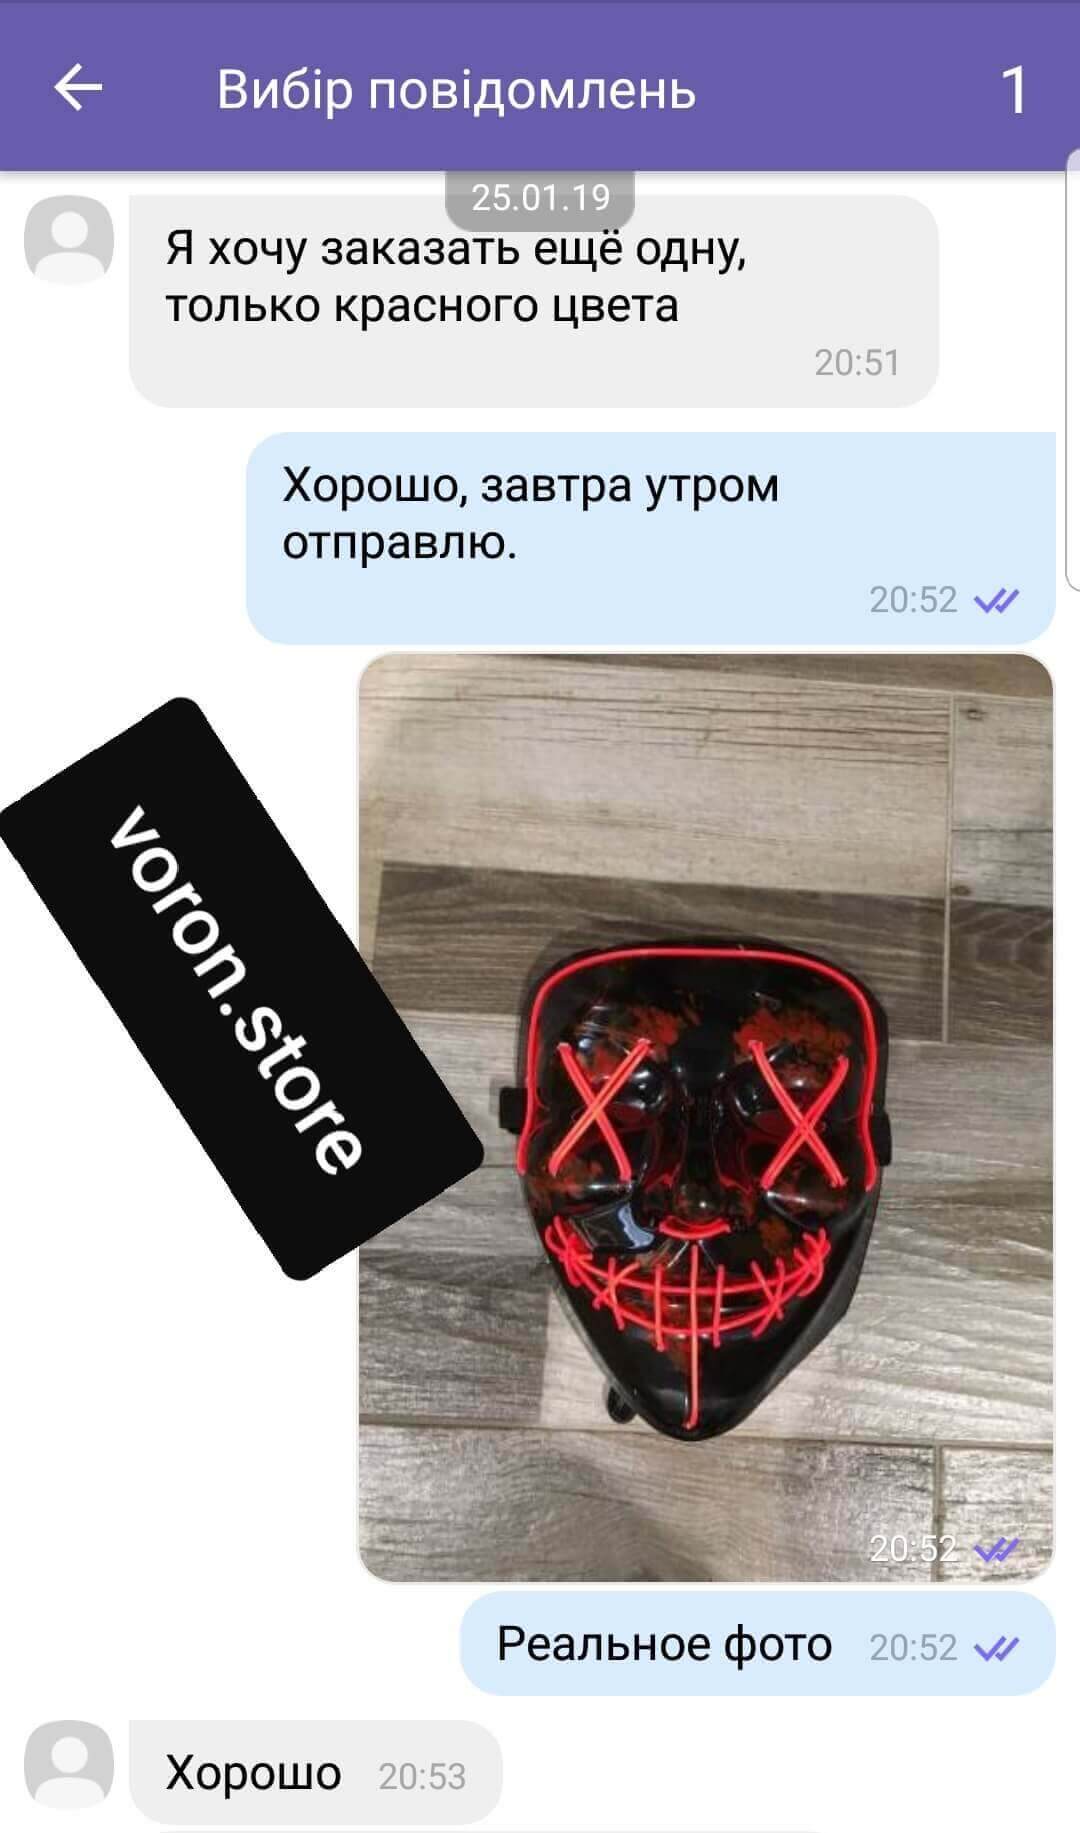 Вибір повідомлень 1
25.01.19
Я хочу заказать ещё одну,
только красного цвета
20:51
Хорошо, завтра утром
отправлю.
20:52
voron.store
20:52
Реальное фото 20:52
Хорошо 20:53